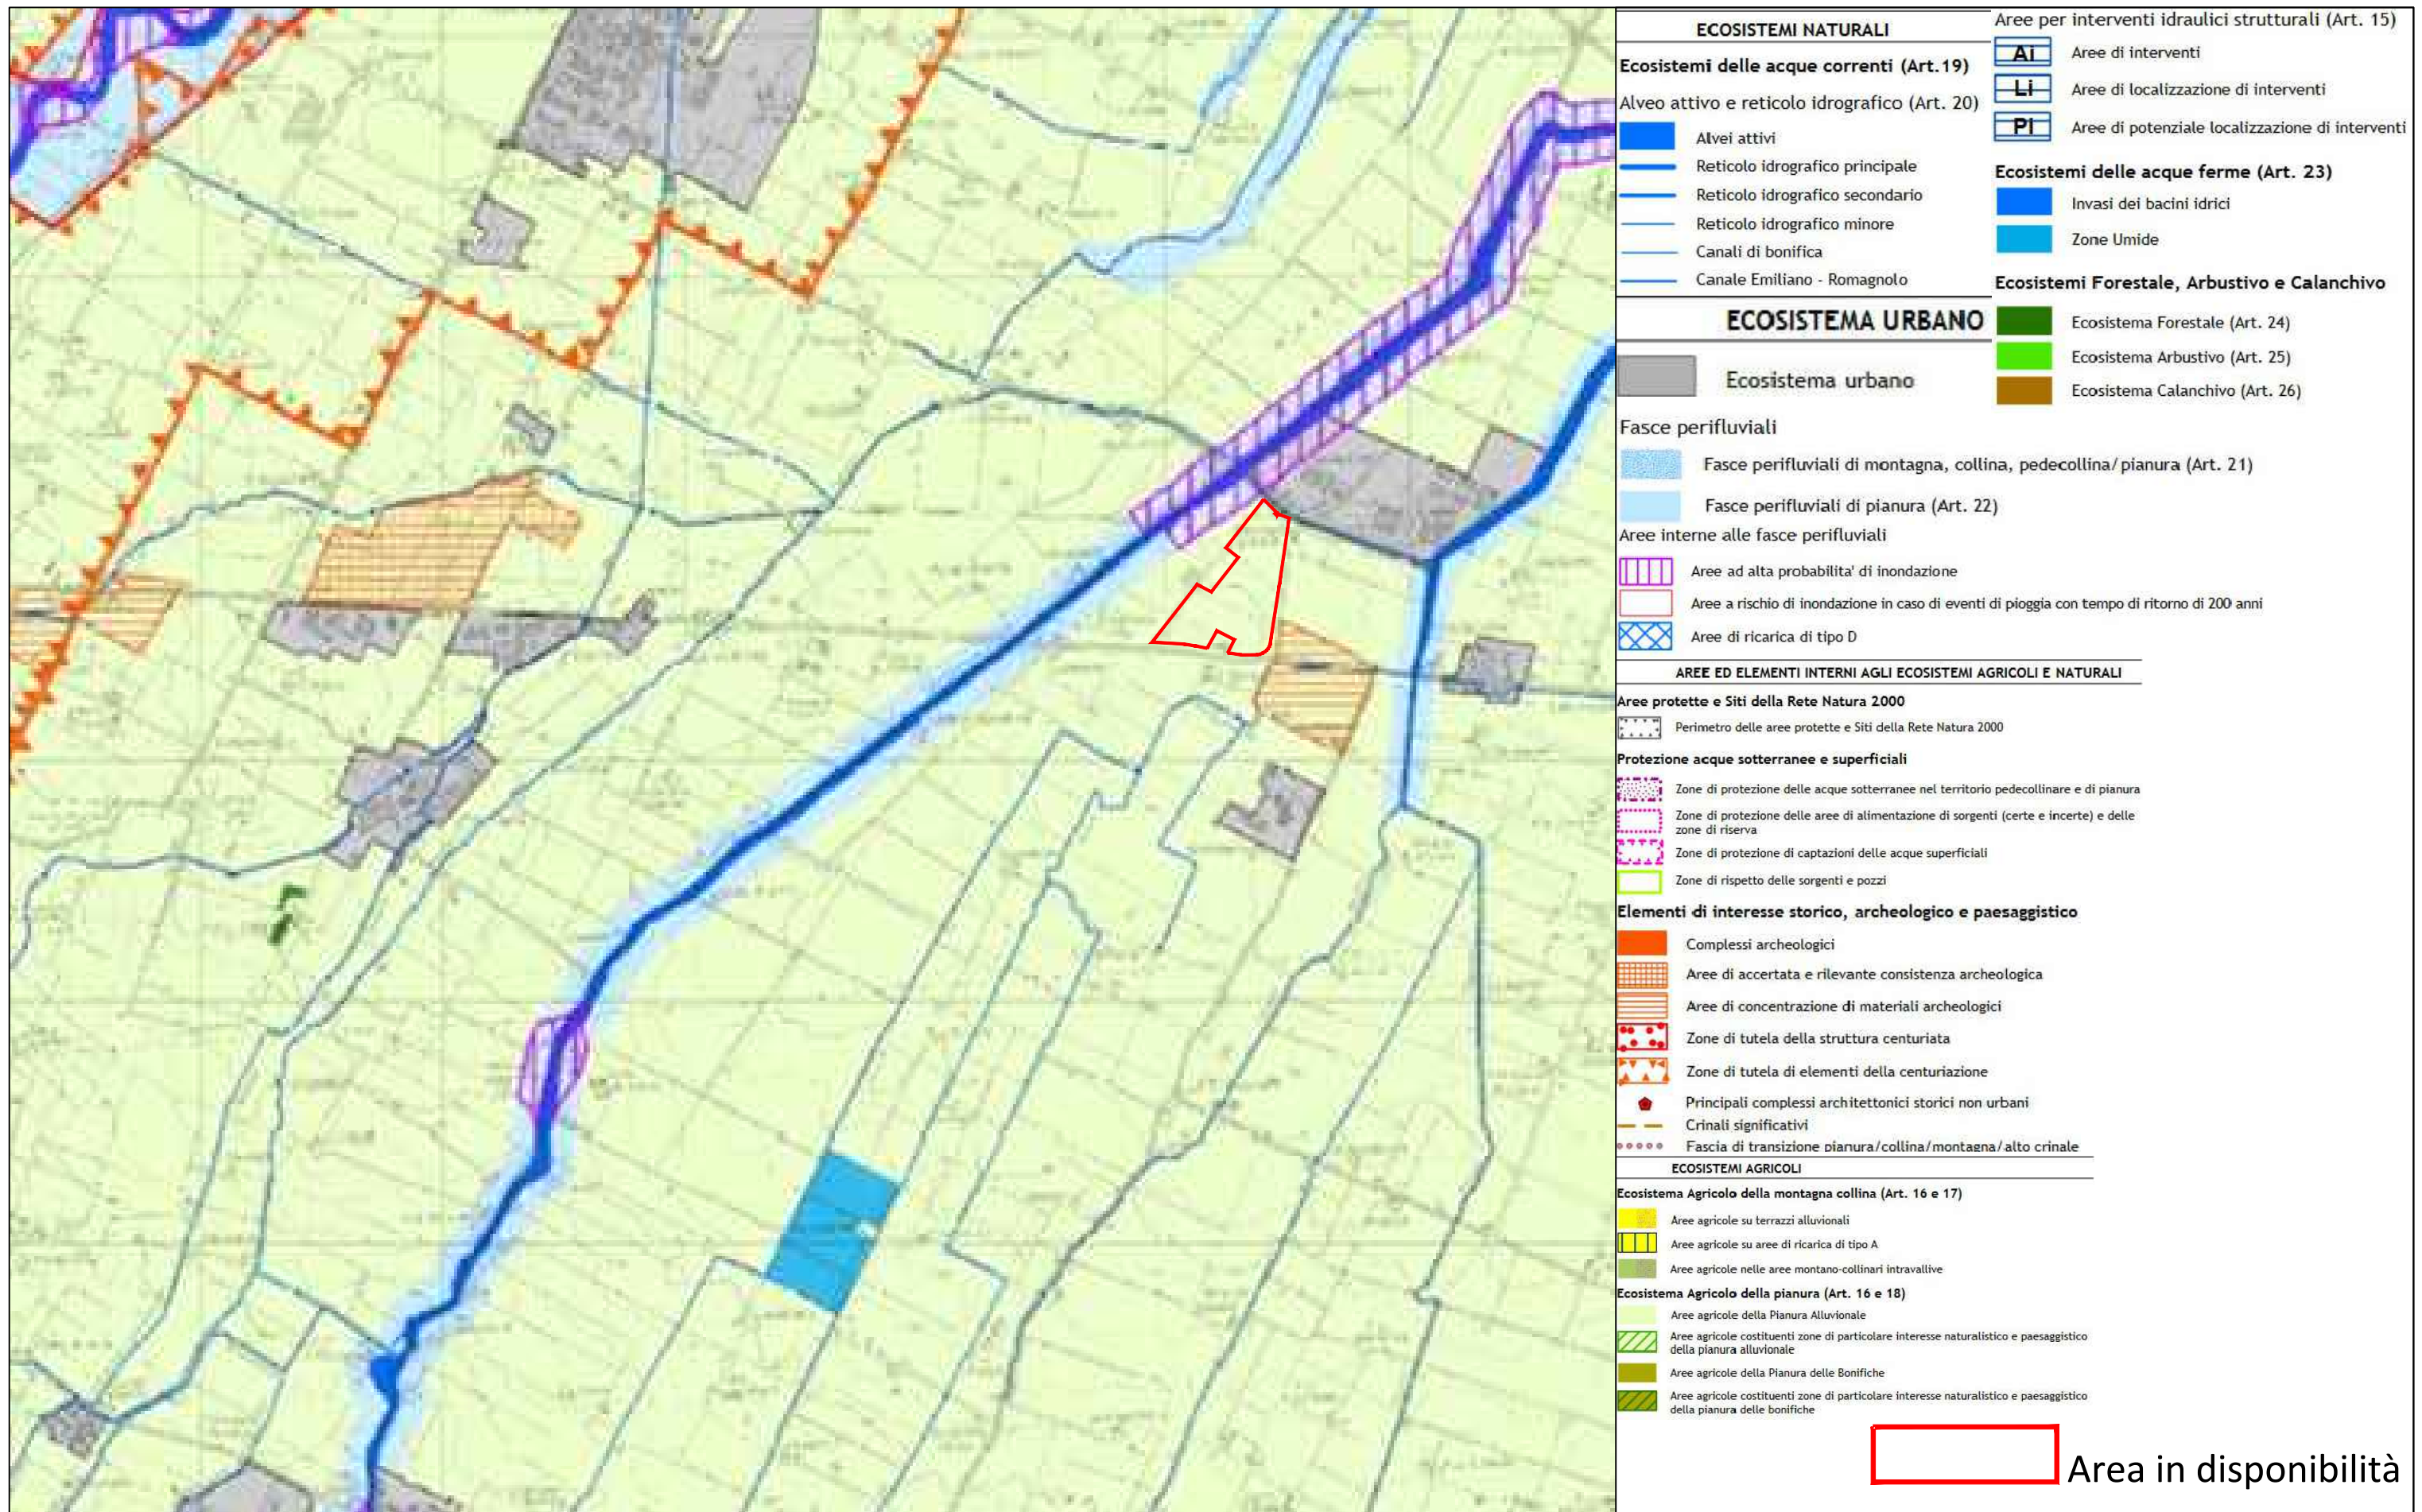 ECOSISTEMI NATURALI
Ecosistemi delle acque correnti (Art.19)
Alveo attivo e reticolo idrografico (Art. 20)
Alvei attivi
Reticolo idrografico principale
Reticolo idrografico secondario
Reticolo idrografico minore
Canali di bonifica
Canale Emiliano - Romagnolo
Aree per interventi idraulici strutturali (Art. 15)
Ai Aree di interventi
Li Aree di localizzazione di interventi
Pi Aree di potenziale localizzazione di interventi
Ecosistemi delle acque ferme (Art. 23)
Invasi dei bacini idrici
Zone Umide
Ecosistemi Forestale, Arbustivo e Calanchivo
Ecosistema Forestale (Art. 24)
Ecosistema Arbustivo (Art. 25)
Ecosistema Calanchivo (Art. 26)
ECOSISTEMA URBANO
Ecosistema urbano
Fasce perifluviali
Fasce perifluviali di montagna, collina, pedecollina/pianura (Art. 21)
Fasce perifluviali di pianura (Art. 22)
Aree interne alle fasce perifluviali
Aree ad alta probabilita' di inondazione
Aree a rischio di inondazione in caso di eventi di pioggia con tempo di ritorno di 200 anni
Aree di ricarica di tipo D
AREE ED ELEMENTI INTERNI AGLI ECOSISTEMI AGRICOLI E NATURALI
Aree protette e Siti della Rete Natura 2000
Perimetro delle aree protette e Siti della Rete Natura 2000
Protezione acque sotterranee e superficiali
Zone di protezione delle acque sotterranee nel territorio pedecollinare e di pianura
Zone di protezione delle aree di alimentazione di sorgenti (certe e incerte) e delle
zone di riserva
Zone di protezione di captazioni delle acque superficiali
Zone di rispetto delle sorgenti e pozzi
Elementi di interesse storico, archeologico e paesaggistico
Complessi archeologici
Aree di accertata e rilevante consistenza archeologica
Aree di concentrazione di materiali archeologici
Zone di tutela della struttura centuriata
Zone di tutela di elementi della centuriazione
Principali complessi architettonici storici non urbani
Crinali significativi
Fascia di transizione pianura/collina/montagna/alto crinale
ECOSISTEMI AGRICOLI
Ecosistema Agricolo della montagna collina (Art. 16 e 17)
Aree agricole su terrazzi alluvionali
Aree agricole su aree di ricarica di tipo A
Aree agricole nelle aree montano-collinari intravallive
Ecosistema Agricolo della pianura (Art. 16 e 18)
Aree agricole della Pianura Alluvionale
Aree agricole costituenti zone di particolare interesse naturalistico e paesaggistico
della pianura alluvionale
Aree agricole della Pianura delle Bonifiche
Aree agricole costituenti zone di particolare interesse naturalistico e paesaggistico
della pianura delle bonifiche
Area in disponibilità